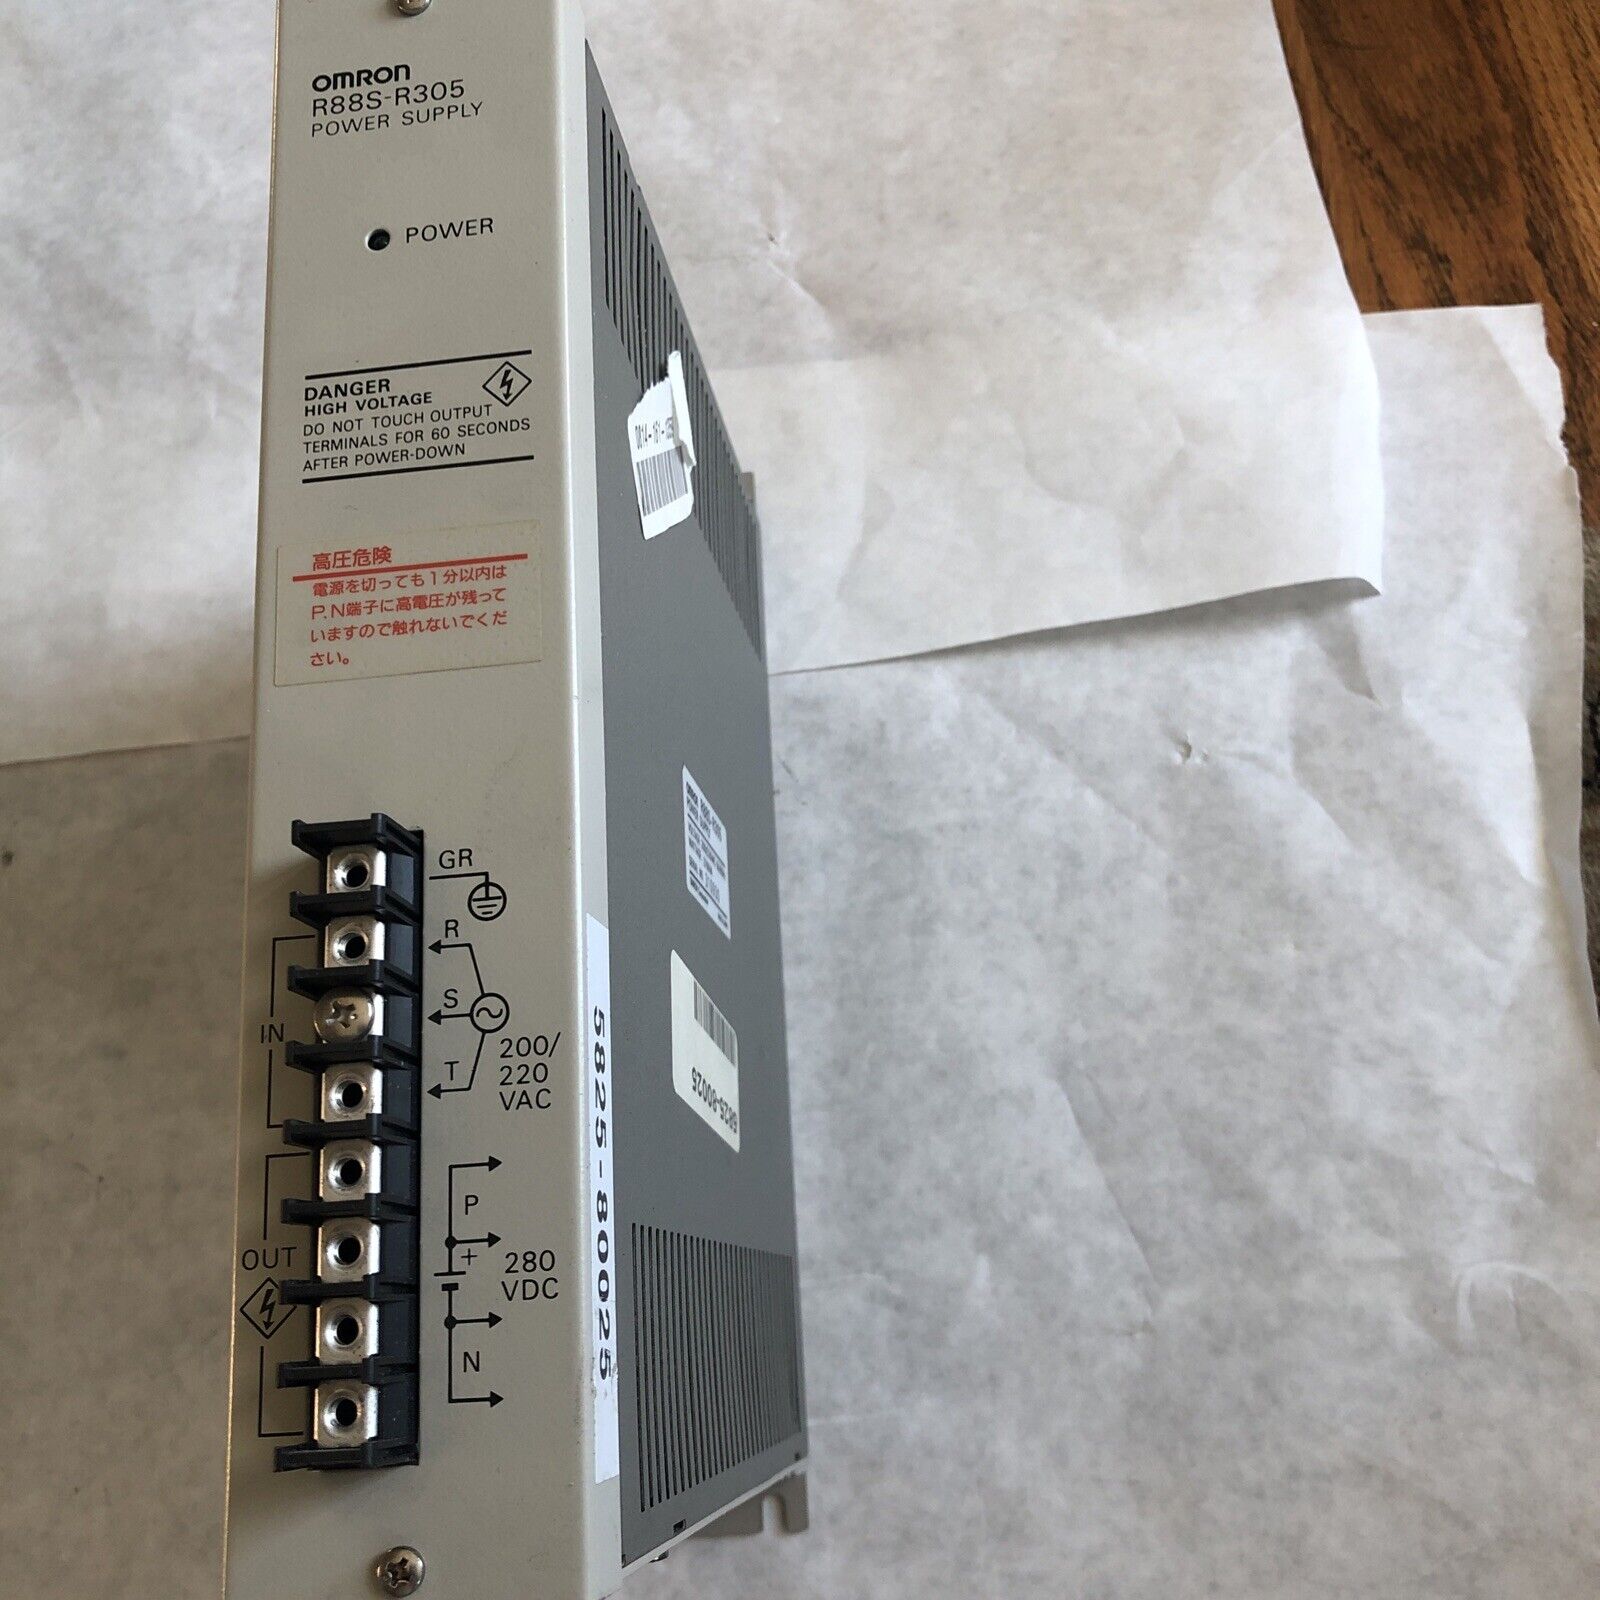 OMRON
R88S-R305
POWER SUPPLY
POWER
DANGER
HIGH VOLTAGE
DO NOT TOUCH OUTPUT
TERMINALS FOR 60 SECONDS
AFTER POWER-DOWN
高圧危険
電源を切っても1分以内は
P.N端子に高電圧が残って
いますので触れないでくだ
さい。
GR
R
S
T
IN
200/
220
VAC
OUT
P
+
280
VDC
N
5825-80025
5825-80025
OMRON
POWER SUPPLY